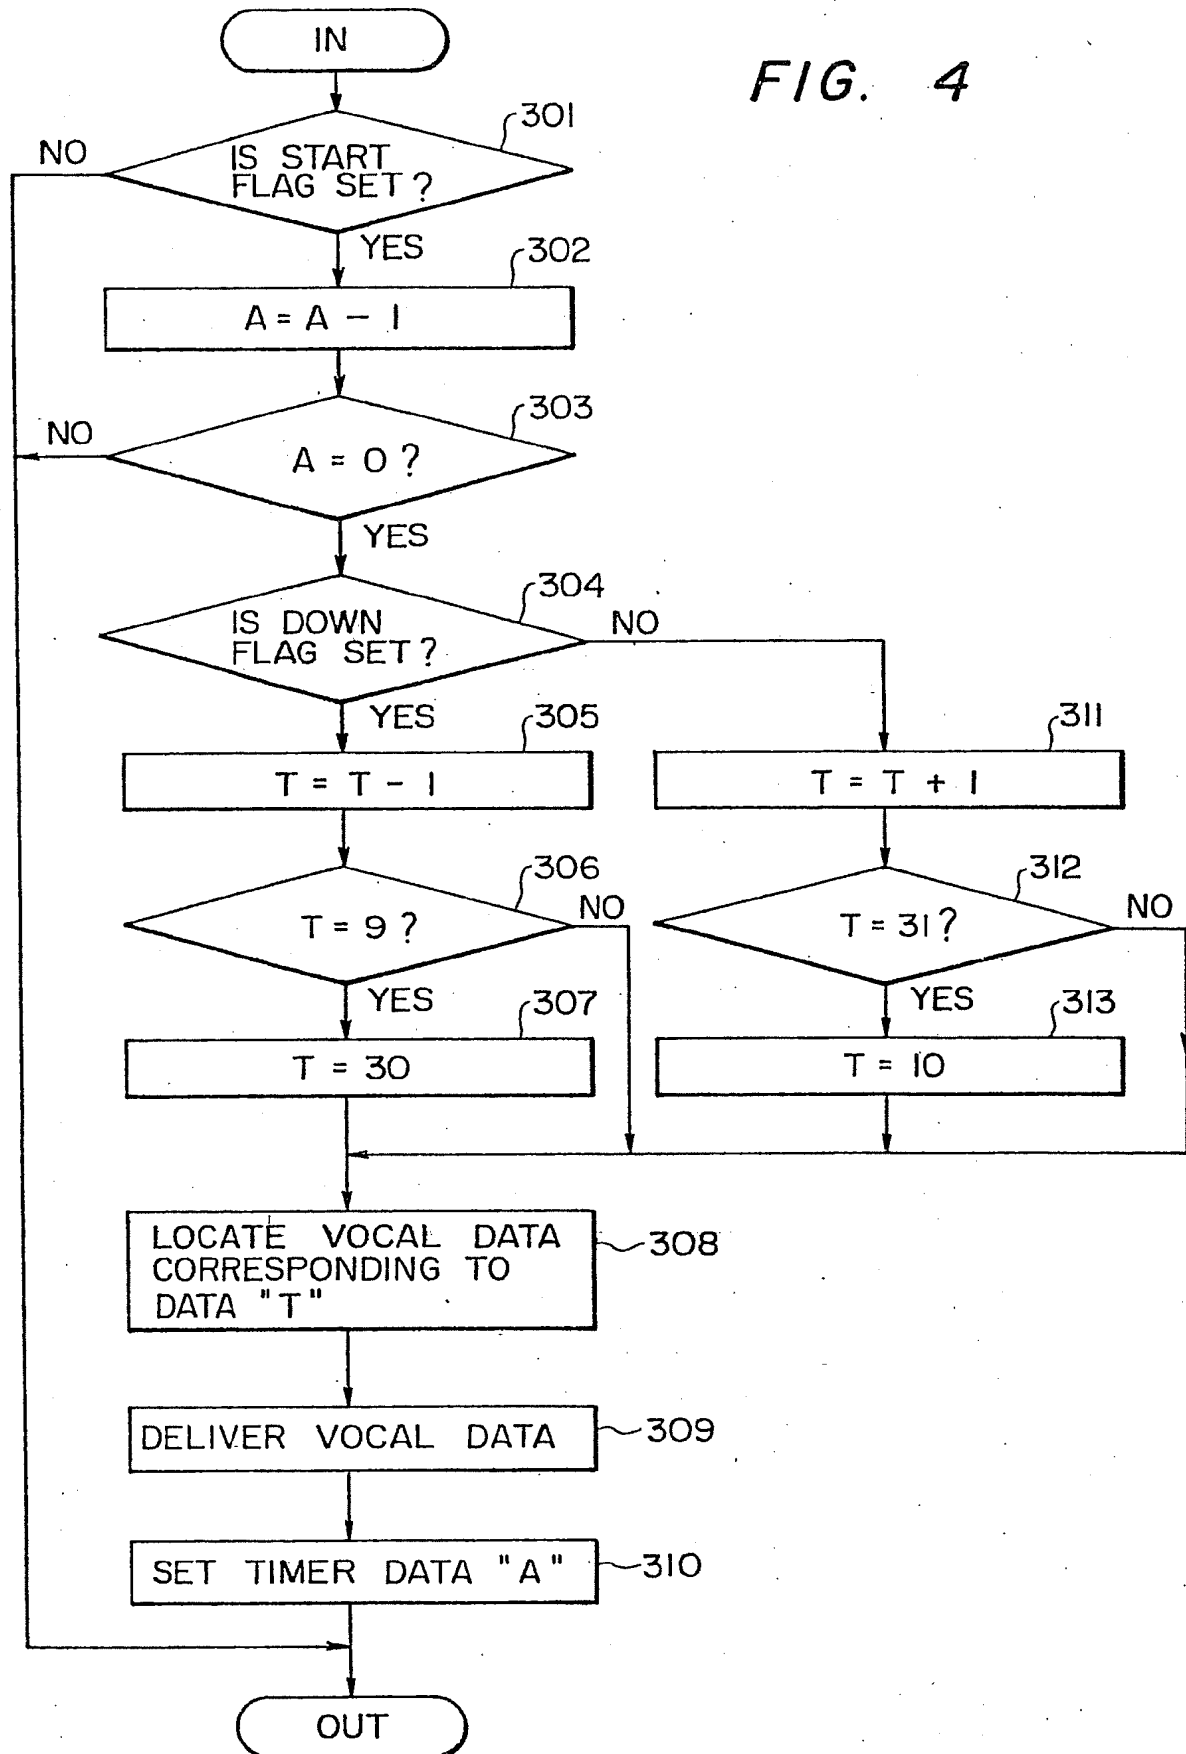 IN
FIG. 4
301
NO
IS START
FLAG SET?
YES
302
A = A - 1
303
NO
A = 0?
YES
304
IS DOWN
FLAG SET?
NO
YES
305
T = T - 1
311
T = T + 1
306
T = 9?
NO
312
T = 31?
NO
YES
307
T = 30
YES
313
T = 10
LOCATE VOCAL DATA
CORRESPONDING TO
DATA "T"
308
DELIVER VOCAL DATA
309
SET TIMER DATA "A"
310
OUT